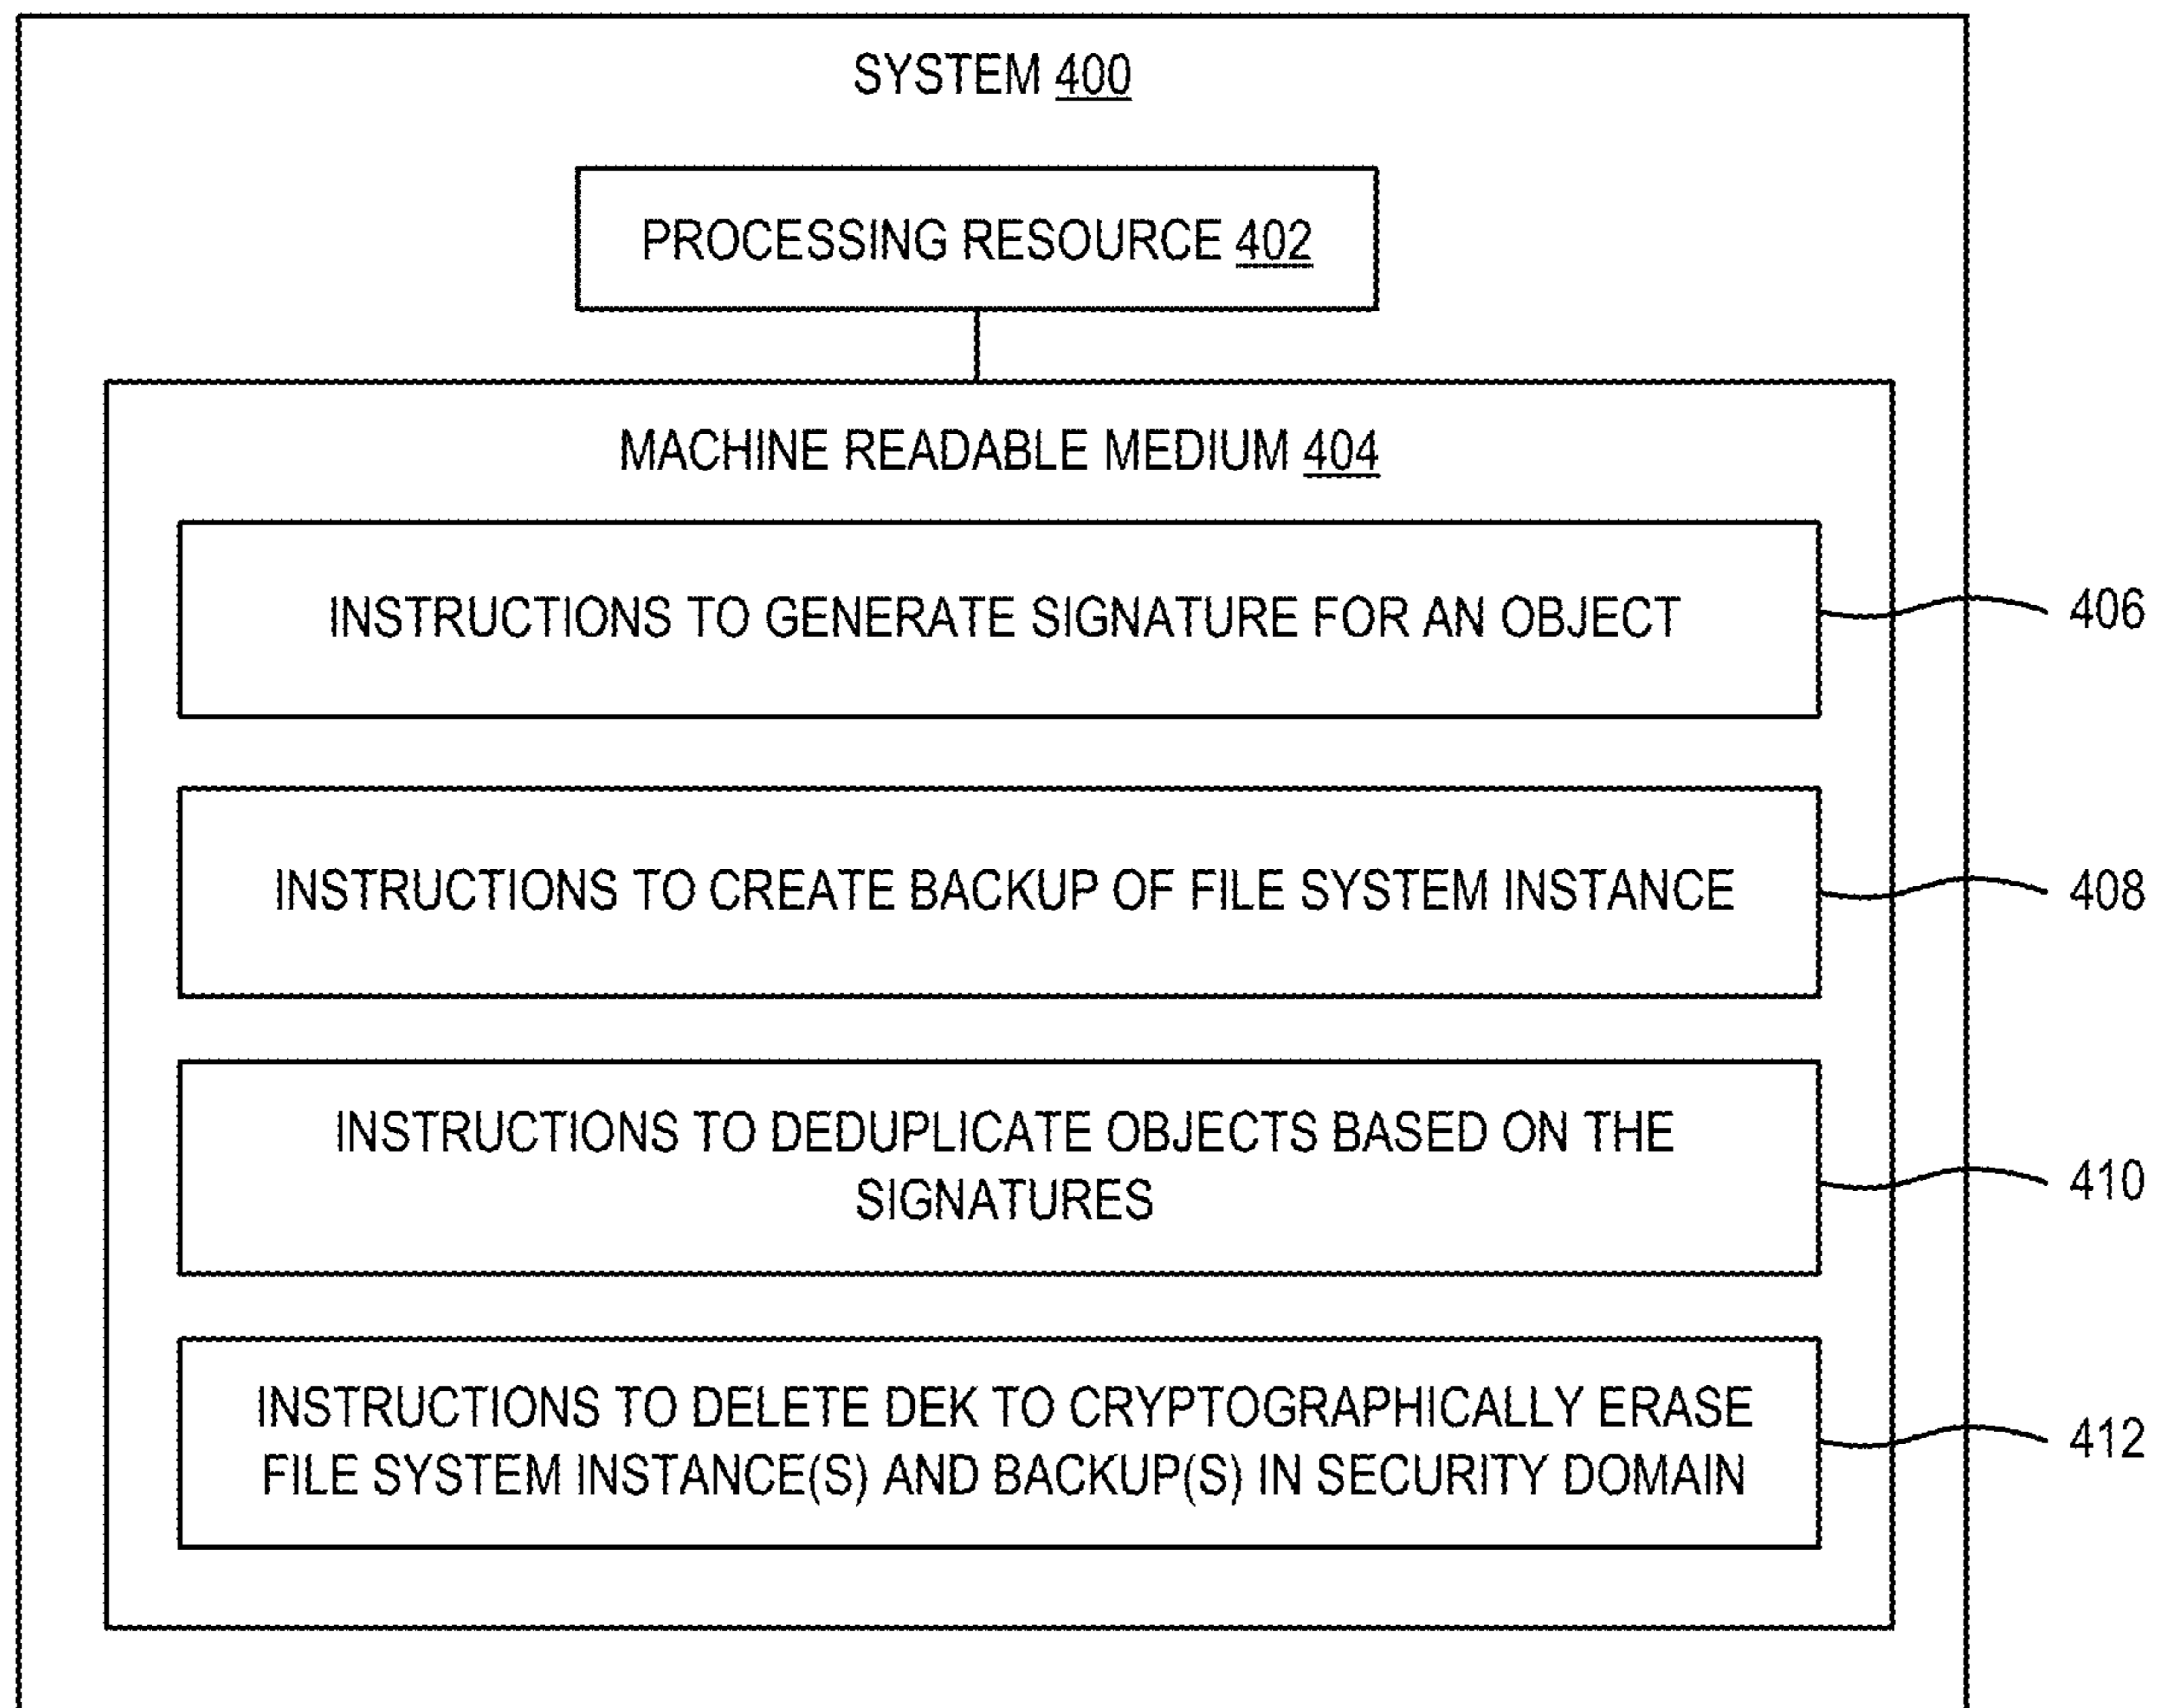 SYSTEM 400
PROCESSING RESOURCE 402
MACHINE READABLE MEDIUM 404
INSTRUCTIONS TO GENERATE SIGNATURE FOR AN OBJECT
406
INSTRUCTIONS TO CREATE BACKUP OF FILE SYSTEM INSTANCE
408
INSTRUCTIONS TO DEDUPLICATE OBJECTS BASED ON THE
SIGNATURES
410
INSTRUCTIONS TO DELETE DEK TO CRYPTOGRAPHICALLY ERASE
FILE SYSTEM INSTANCE(S) AND BACKUP(S) IN SECURITY DOMAIN
412